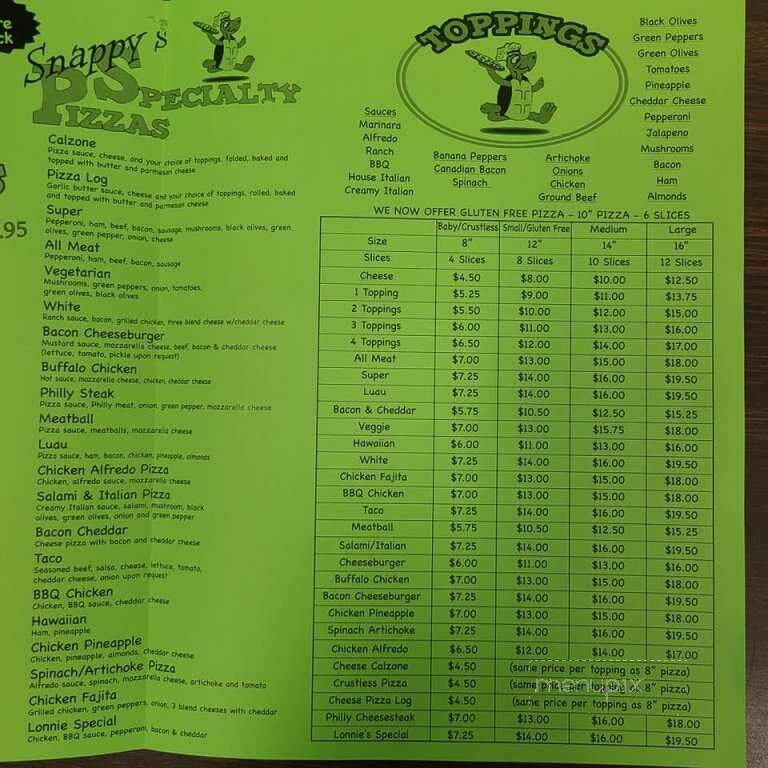 re
ck
.95
Snappy's
Specialty
Pizzas
Calzone
Pizza sauce, cheese, and your choice of toppings, folded, baked and
topped with butter and parmesan cheese
Pizza Log
Garlic butter sauce, cheese and your choice of toppings, rolled, baked
and topped with butter and parmesan cheese
Super
Pepperoni, ham, beef, bacon, sausage, mushrooms, black olives, green
olives, green pepper, onion, cheese
All Meat
Pepperoni, ham, beef, bacon, sausage
Vegetarian
Mushrooms, green peppers, onion, tomatoes,
green olives, black olives
White
Ranch sauce, bacon, grilled chicken, three blend cheese w/cheddar cheese
Bacon Cheeseburger
Mustard sauce, mozzarella cheese, beef, bacon & cheddar cheese
(lettuce, tomato, pickle upon request)
Buffalo Chicken
Hot sauce, mozzarella cheese, chicken, cheddar cheese
Philly Steak
Pizza sauce, Philly meat, onion, green pepper, mozzarella cheese
Meatball
Pizza sauce, meatballs, mozzarella cheese
Luau
Pizza sauce, ham, bacon, chicken, pineapple, almonds
Chicken Alfredo Pizza
Chicken, alfredo sauce, mozzarella cheese
Salami & Italian Pizza
Creamy Italian sauce, salami, mushroom, black
olives, green olives, onion and green pepper
Bacon Cheddar
Cheese pizza with bacon and cheddar cheese
Taco
Seasoned beef, salsa, cheese, lettuce, tomato,
cheddar cheese, onion upon request
BBQ Chicken
Chicken, BBQ sauce, cheddar cheese
Hawaiian
Ham, pineapple
Chicken Pineapple
Chicken, pineapple, almonds, cheddar cheese
Spinach/Artichoke Pizza
Alfredo sauce, spinach, mozzarella cheese, artichoke and tomato
Chicken Fajita
Grilled chicken, green peppers, onion, 3 blend cheeses with cheddar
Lonnie Special
Chicken, BBQ sauce, pepperoni, bacon & cheddar
TOPPINGS
Sauces
Marinara
Alfredo
Ranch
BBQ
House Italian
Creamy Italian
Banana Peppers
Canadian Bacon
Spinach
Artichoke
Onions
Chicken
Ground Beef
Black Olives
Green Peppers
Green Olives
Tomatoes
Pineapple
Cheddar Cheese
Pepperoni
Jalapeno
Mushrooms
Bacon
Ham
Almonds
WE NOW OFFER GLUTEN FREE PIZZA - 10" PIZZA - 6 SLICES
Baby/Crustless Small/Gluten Free Medium Large
Size 8" 12" 14" 16"
Slices 4 Slices 8 Slices 10 Slices 12 Slices
Cheese $4.50 $8.00 $10.00 $12.50
1 Topping $5.25 $9.00 $11.00 $13.75
2 Toppings $5.50 $10.00 $12.00 $15.00
3 Toppings $6.00 $11.00 $13.00 $16.00
4 Toppings $6.50 $12.00 $14.00 $17.00
All Meat $7.00 $13.00 $15.00 $18.00
Super $7.25 $14.00 $16.00 $19.50
Luau $7.25 $14.00 $16.00 $19.50
Bacon & Cheddar $5.75 $10.50 $12.50 $15.25
Veggie $7.00 $13.00 $15.75 $18.00
Hawaiian $6.00 $11.00 $13.00 $16.00
White $7.25 $14.00 $16.00 $19.50
Chicken Fajita $7.00 $13.00 $15.00 $18.00
BBQ Chicken $7.00 $13.00 $15.00 $18.00
Taco $7.25 $14.00 $16.00 $19.50
Meatball $5.75 $10.50 $12.50 $15.25
Salami/Italian $7.25 $14.00 $16.00 $19.50
Cheeseburger $6.00 $11.00 $13.00 $16.00
Buffalo Chicken $7.00 $13.00 $15.00 $18.00
Bacon Cheeseburger $7.25 $14.00 $16.00 $19.50
Chicken Pineapple $7.00 $13.00 $15.00 $18.00
Spinach Artichoke $7.25 $14.00 $16.00 $19.50
Chicken Alfredo $6.50 $12.00 $14.00 $17.00
Cheese Calzone $4.50 (same price per topping as 8" pizza)
Crustless Pizza $4.50 (same price per topping as 8" pizza)
Cheese Pizza Log $4.50 (same price per topping as 8" pizza)
Philly Cheesesteak $7.00 $13.00 $16.00 $18.00
Lonnie's Special $7.25 $14.00 $16.00 $19.50
menupix